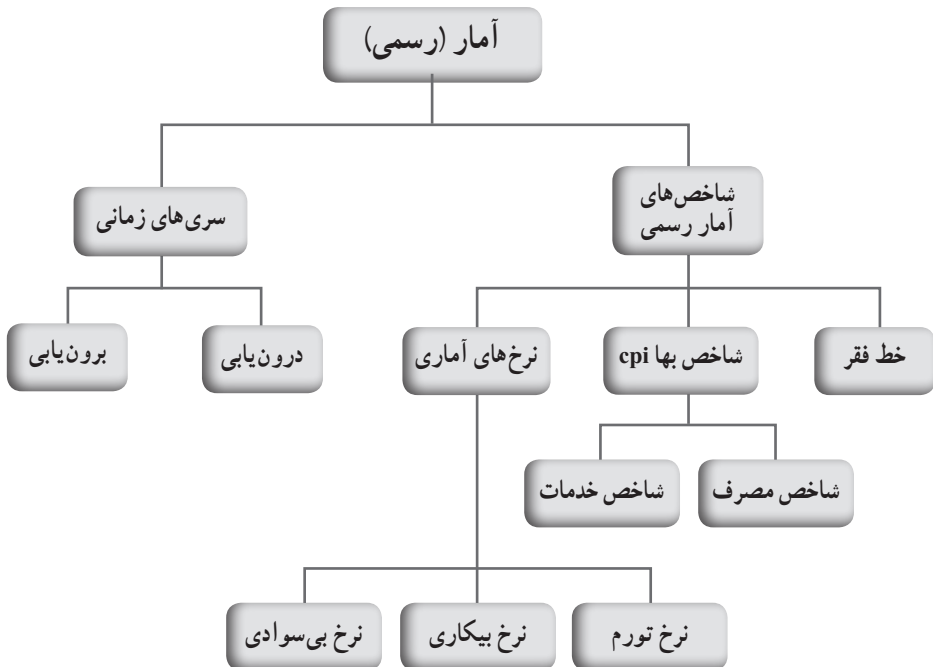 آمار (رسمی)
شاخص‌های
آمار رسمی
سری‌های زمانی
خط فقر
شاخص بها cpi
نرخ‌های آماری
درون‌یابی
برون‌یابی
شاخص مصرف
شاخص خدمات
نرخ تورم
نرخ بیکاری
نرخ بی‌سوادی